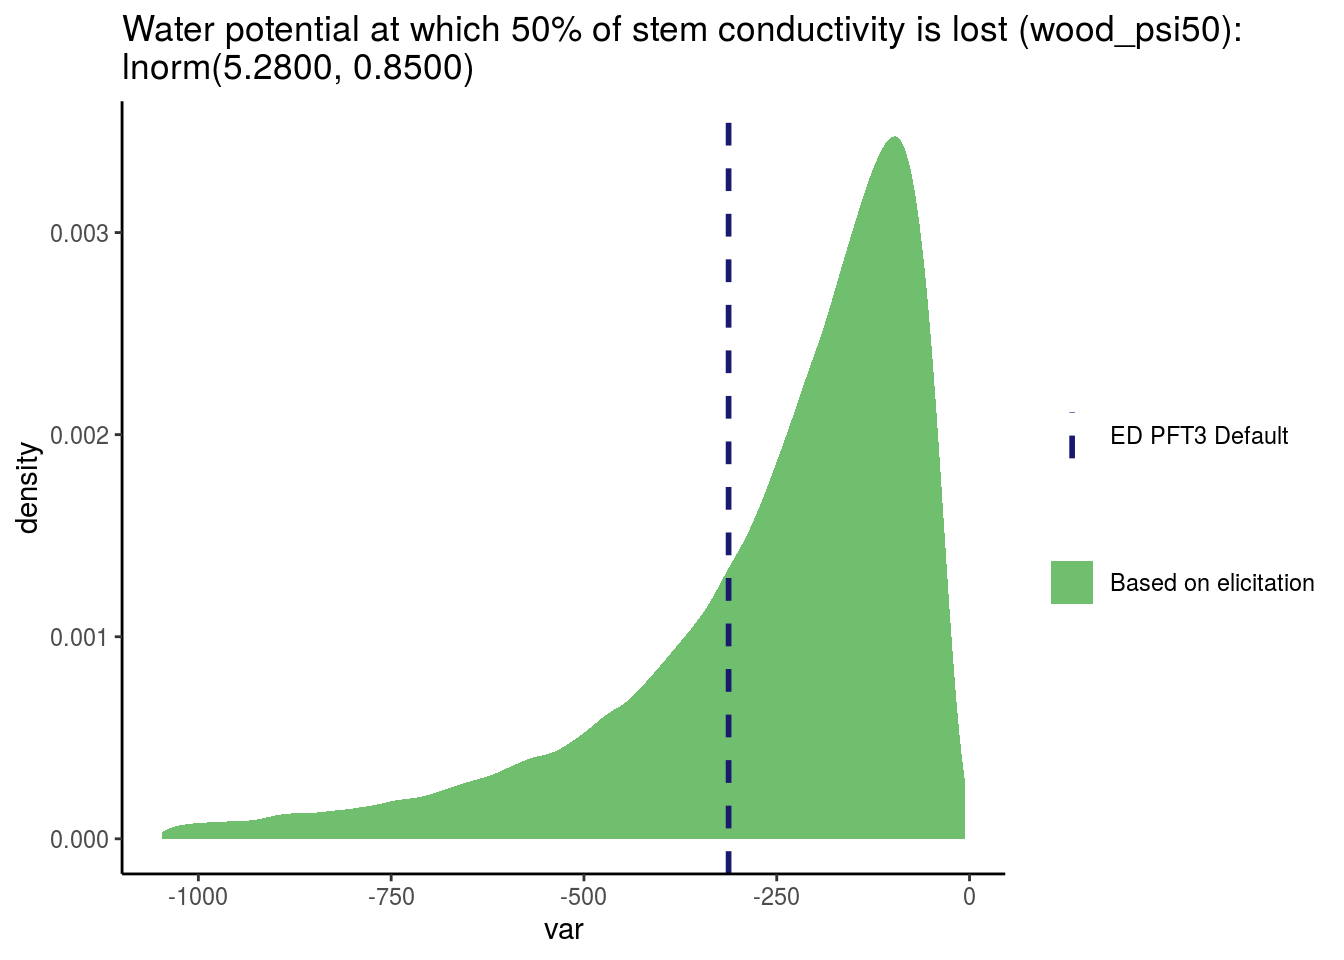 Water potential at which 50% of stem conductivity is lost (wood_psi50):
lnorm(5.2800, 0.8500)
0.003
0.002
0.001
0.000
density
-1000
-750
-500
-250
0
var
ED PFT3 Default
Based on elicitation